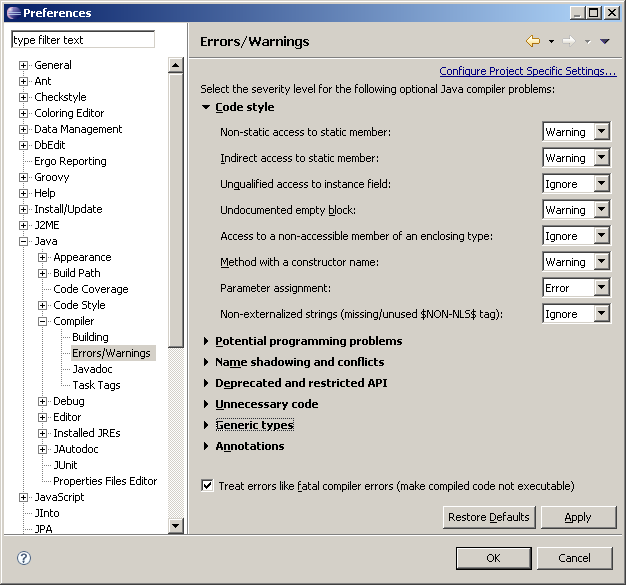 Preferences
type filter text
General
Ant
Checkstyle
Coloring Editor
Data Management
DbEdit
Ergo Reporting
Groovy
Help
Install/Update
J2ME
Java
Appearance
Build Path
Code Coverage
Code Style
Compiler
Building
Errors/Warnings
Javadoc
Task Tags
Debug
Editor
Installed JREs
JAutodoc
JUnit
Properties Files Editor
JavaScript
JInto
JPA
Errors/Warnings
Configure Project Specific Settings...
Select the severity level for the following optional Java compiler problems:
Code style
Non-static access to static member: Warning
Indirect access to static member: Warning
Unqualified access to instance field: Ignore
Undocumented empty block: Warning
Access to a non-accessible member of an enclosing type: Ignore
Method with a constructor name: Warning
Parameter assignment: Error
Non-externalized strings (missing/unused $NON-NLS$ tag): Ignore
Potential programming problems
Name shadowing and conflicts
Deprecated and restricted API
Unnecessary code
Generic types
Annotations
Treat errors like fatal compiler errors (make compiled code not executable)
Restore Defaults Apply
? OK Cancel